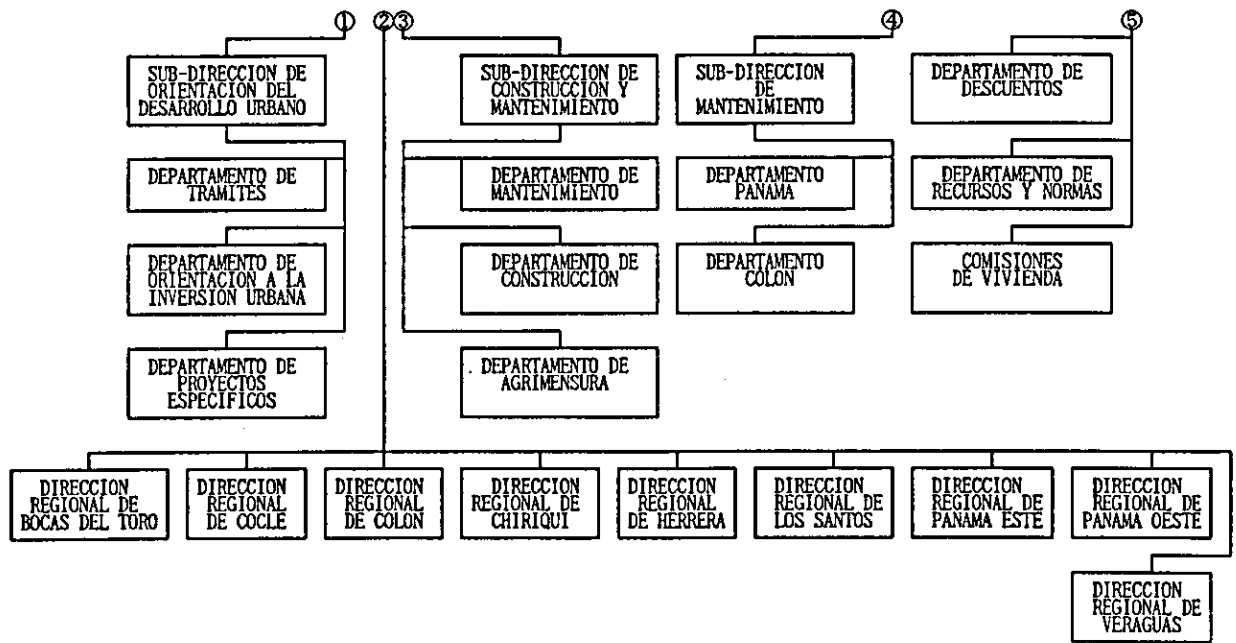 ① ② ③ ④ ⑤
SUB-DIRECCION DE
ORIENTACION DEL
DESARROLLO URBANO
SUB-DIRECCION DE
CONSTRUCCION Y
MANTENIMIENTO
SUB-DIRECCION
DE
MANTENIMIENTO
DEPARTAMENTO DE
DESCUENTOS
DEPARTAMENTO DE
TRAMITES
DEPARTAMENTO DE
MANTENIMIENTO
DEPARTAMENTO
PANAMA
DEPARTAMENTO DE
RECURSOS Y NORMAS
DEPARTAMENTO DE
ORIENTACION A LA
INVERSION URBANA
DEPARTAMENTO DE
CONSTRUCCION
DEPARTAMENTO
COLON
COMISIONES
DE VIVIENDA
DEPARTAMENTO DE
PROYECTOS
ESPECIFICOS
DEPARTAMENTO DE
AGRIMENSURA
DIRECCION
REGIONAL DE
BOCAS DEL TORO
DIRECCION
REGIONAL
DE COCLE
DIRECCION
REGIONAL
DE COLON
DIRECCION
REGIONAL DE
CHIRIQUI
DIRECCION
REGIONAL
DE HERRERA
DIRECCION
REGIONAL DE
LOS SANTOS
DIRECCION
REGIONAL DE
PANAMA ESTE
DIRECCION
REGIONAL DE
PANAMA OESTE
DIRECCION
REGIONAL DE
VERAGUAS